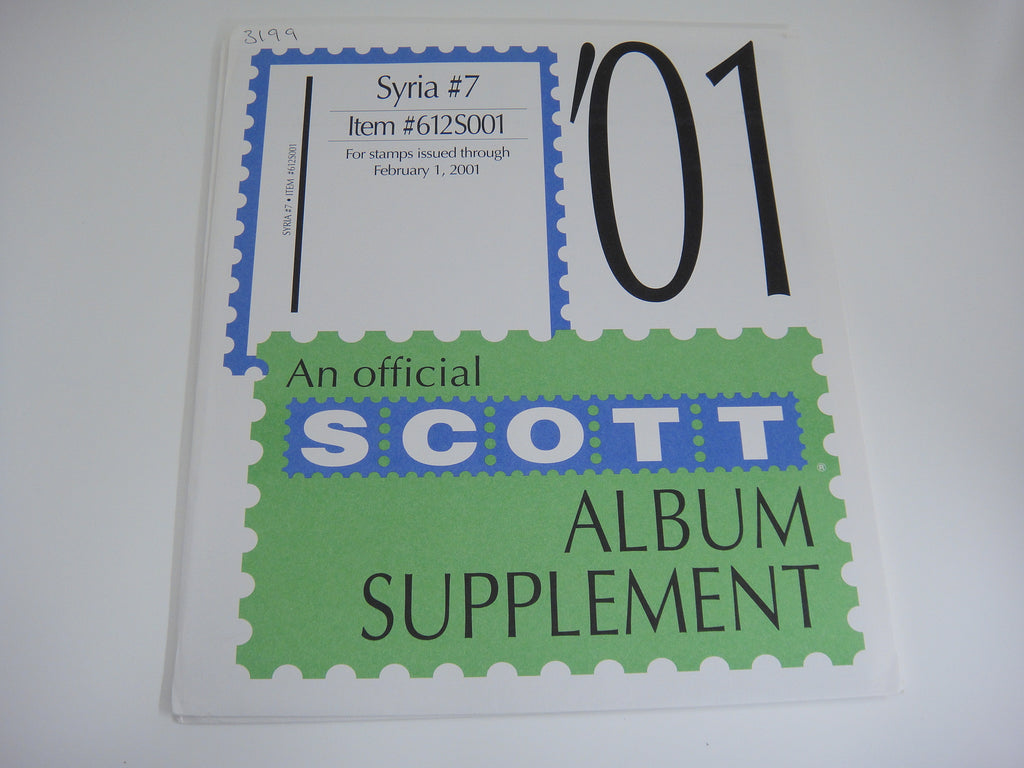 3199
Syria #7
Item #612S001
For stamps issued through
February 1, 2001
SYRIA #7 • ITEM #612S001
'01
An official
SCOTT
®
ALBUM
SUPPLEMENT